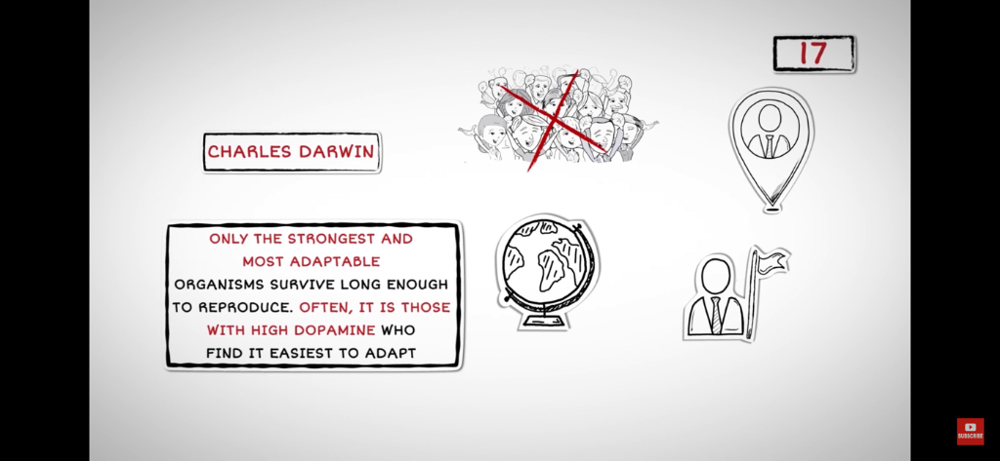 17
CHARLES DARWIN
ONLY THE STRONGEST AND
MOST ADAPTABLE
ORGANISMS SURVIVE LONG ENOUGH
TO REPRODUCE. OFTEN, IT IS THOSE
WITH HIGH DOPAMINE WHO
FIND IT EASIEST TO ADAPT
SUBSCRIBE